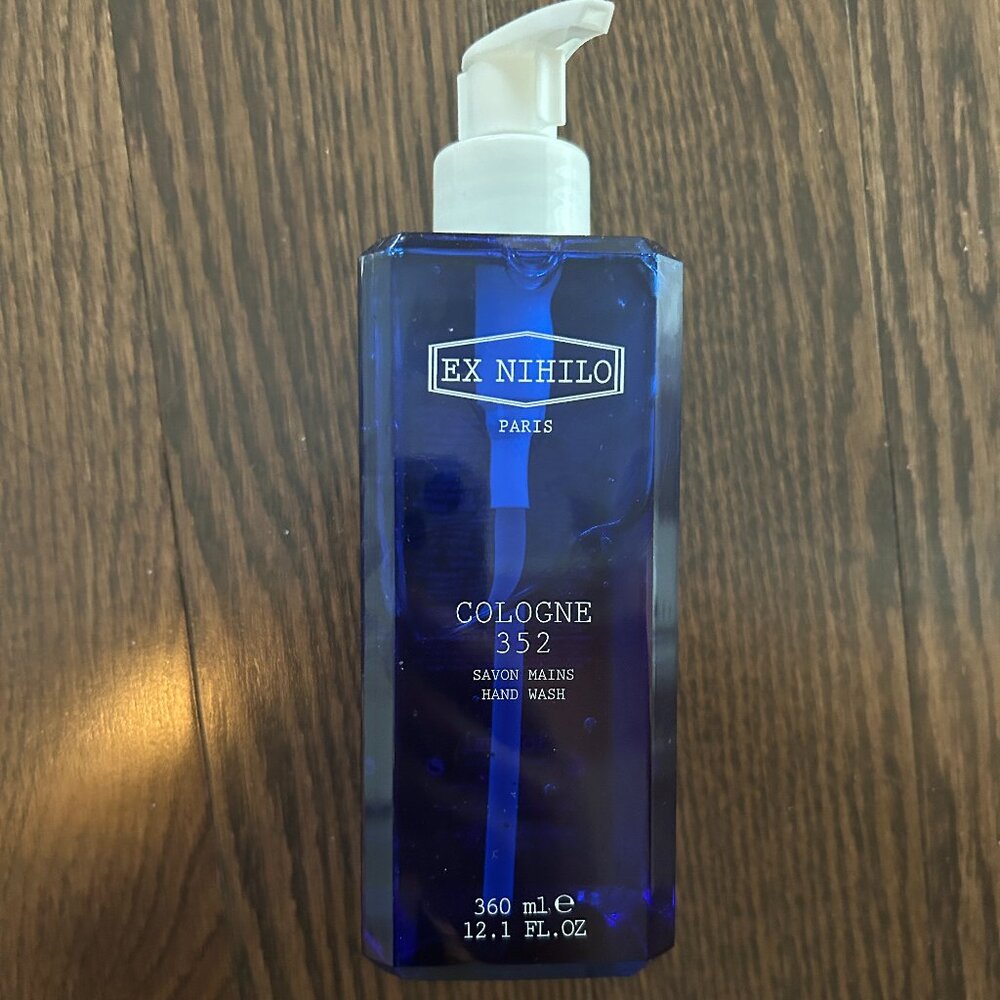 EX NIHILO
PARIS
COLOGNE
352
SAVON MAINS
HAND WASH
360 ml ℮
12.1 FL.OZ